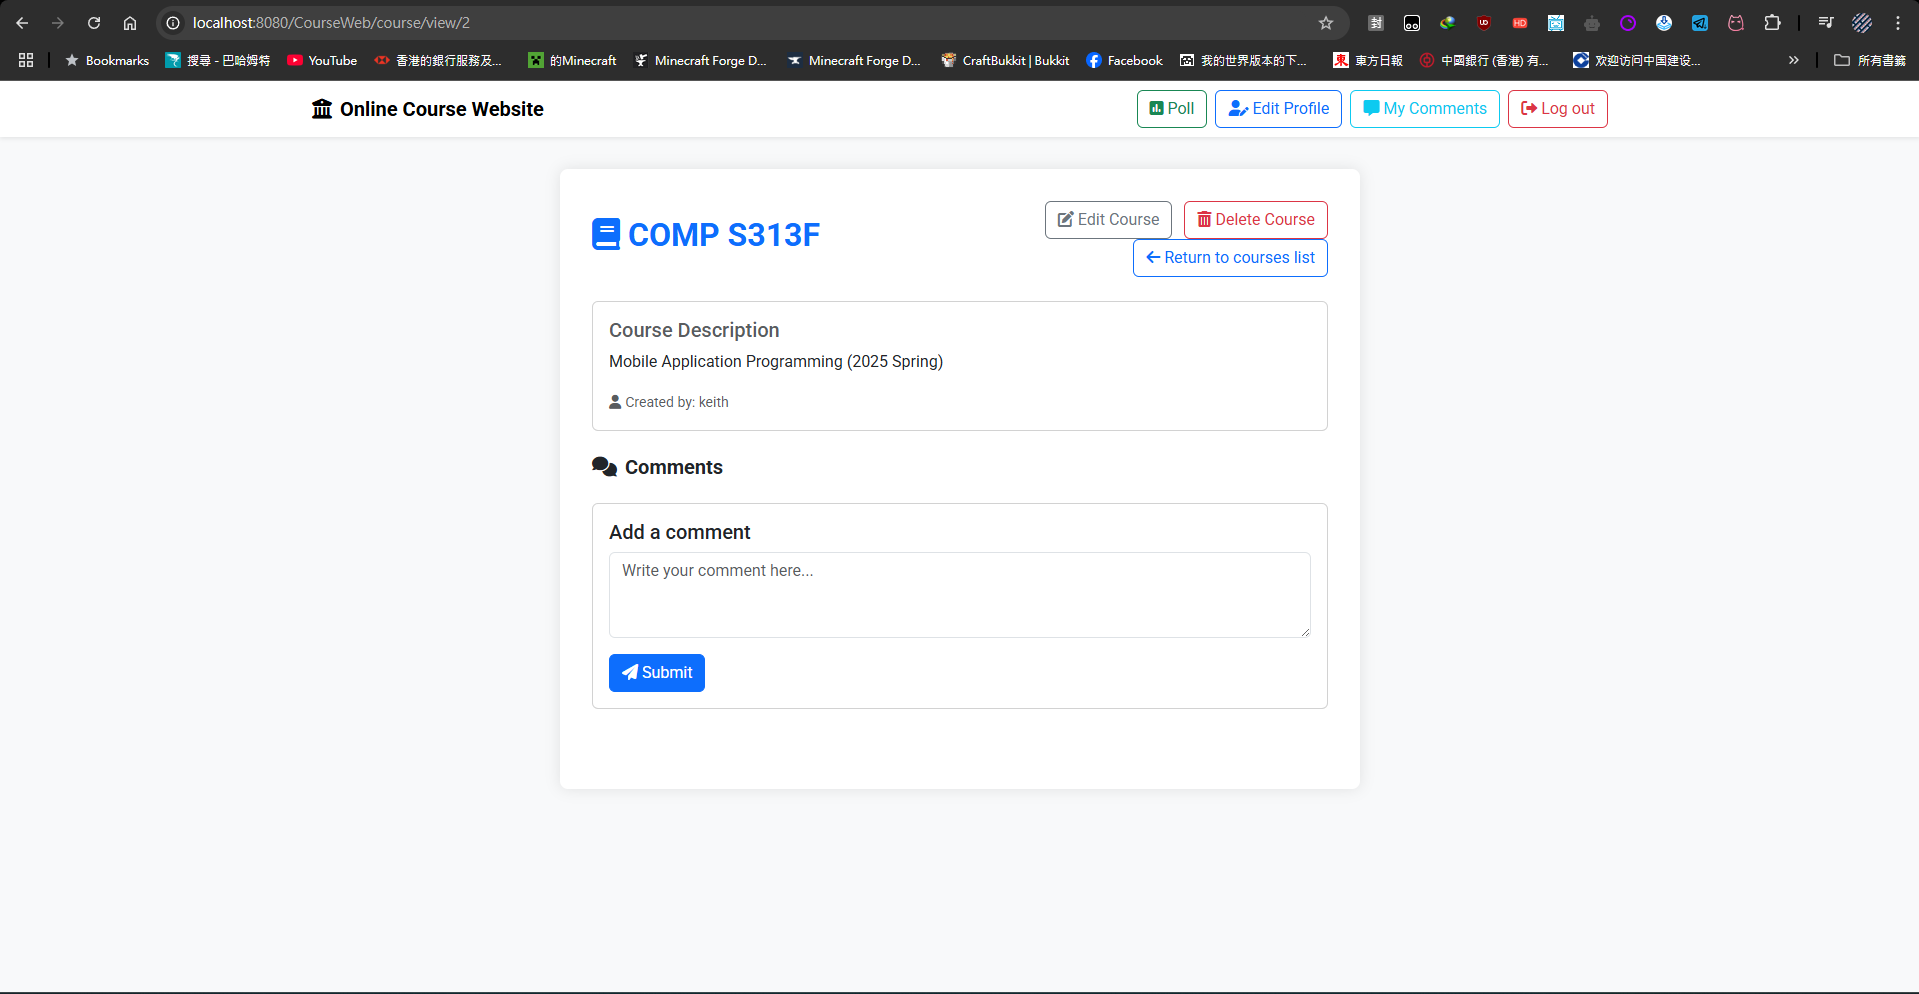 localhost:8080/CourseWeb/course/view/2
Bookmarks
搜尋 - 巴哈姆特
YouTube
香港的銀行服務及...
的Minecraft
Minecraft Forge D...
Minecraft Forge D...
CraftBukkit | Bukkit
Facebook
我的世界版本的下...
東方日報
中國銀行 (香港) 有...
欢迎访问中国建设...
所有書籤
Online Course Website
Poll
Edit Profile
My Comments
Log out
COMP S313F
Edit Course
Delete Course
Return to courses list
Course Description
Mobile Application Programming (2025 Spring)
Created by: keith
Comments
Add a comment
Write your comment here...
Submit